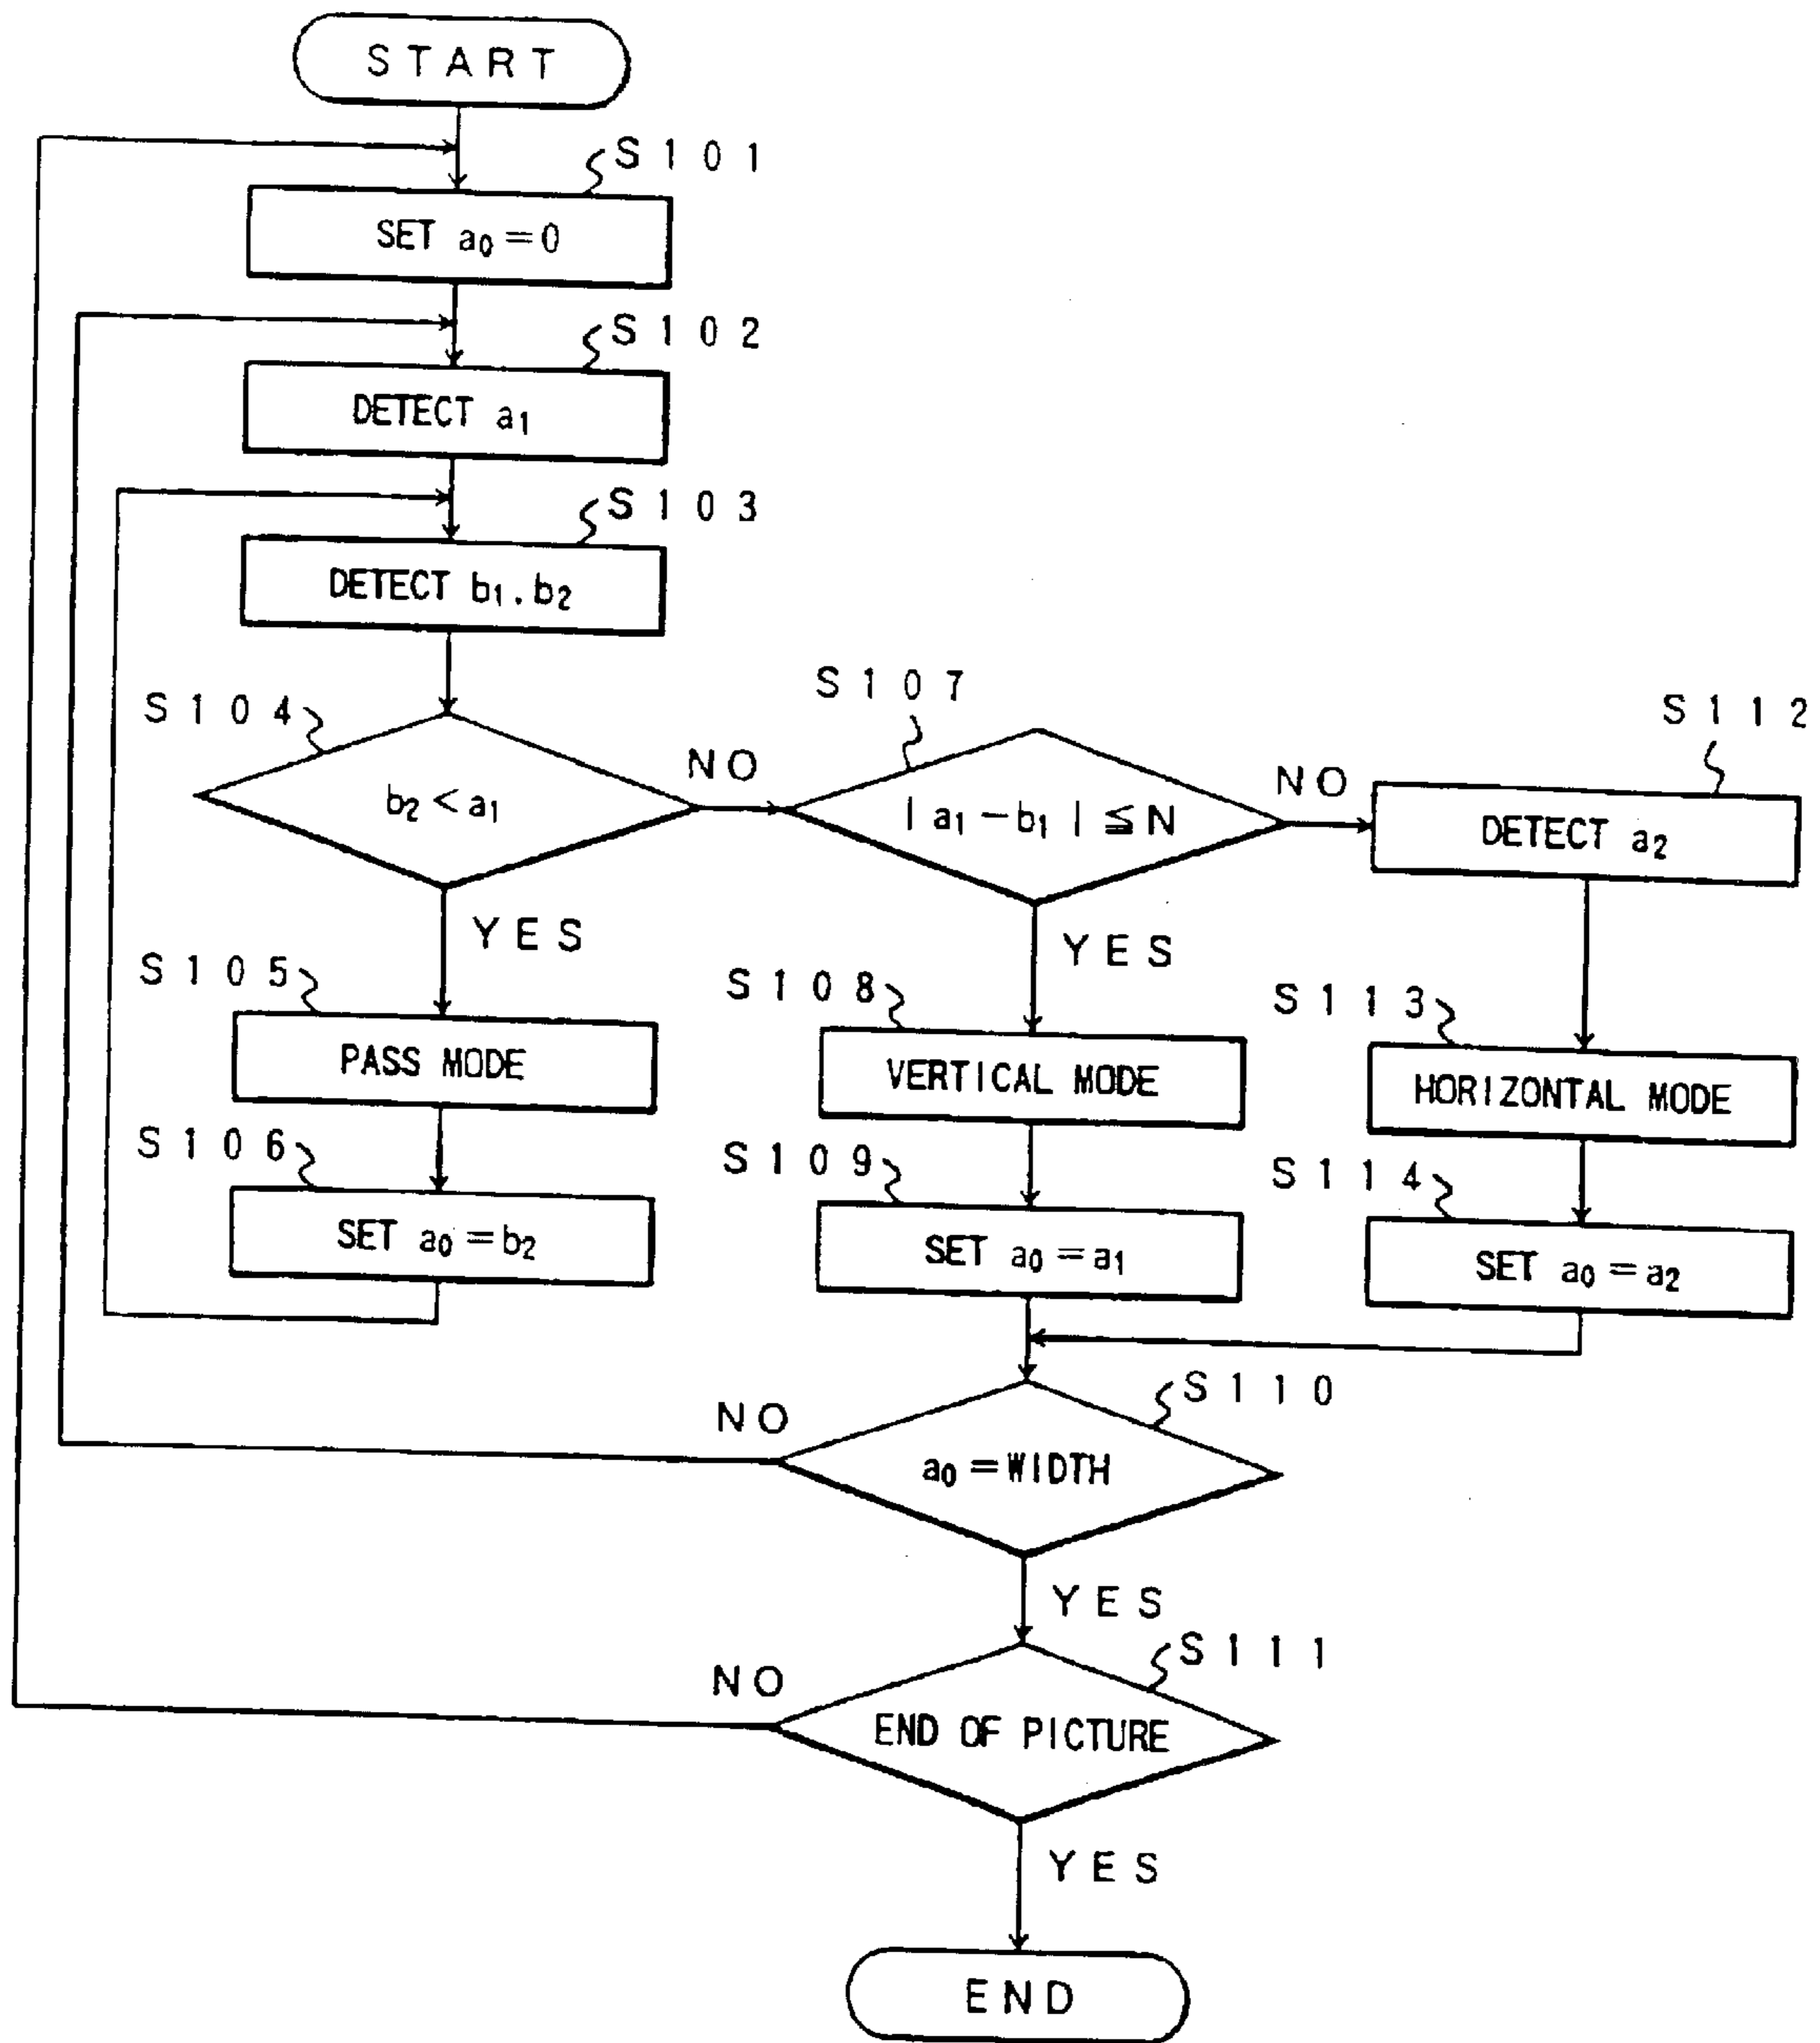 START
S101
SET a₀=0
S102
DETECT a₁
S103
DETECT b₁.b₂
S104
b₂<a₁
NO
S107
|a₁-b₁|≦N
NO
S112
DETECT a₂
YES
YES
S105
PASS MODE
S108
VERTICAL MODE
S113
HORIZONTAL MODE
S106
SET a₀=b₂
S109
SET a₀=a₁
S114
SET a₀=a₂
S110
NO
a₀=WIDTH
YES
S111
NO
END OF PICTURE
YES
END